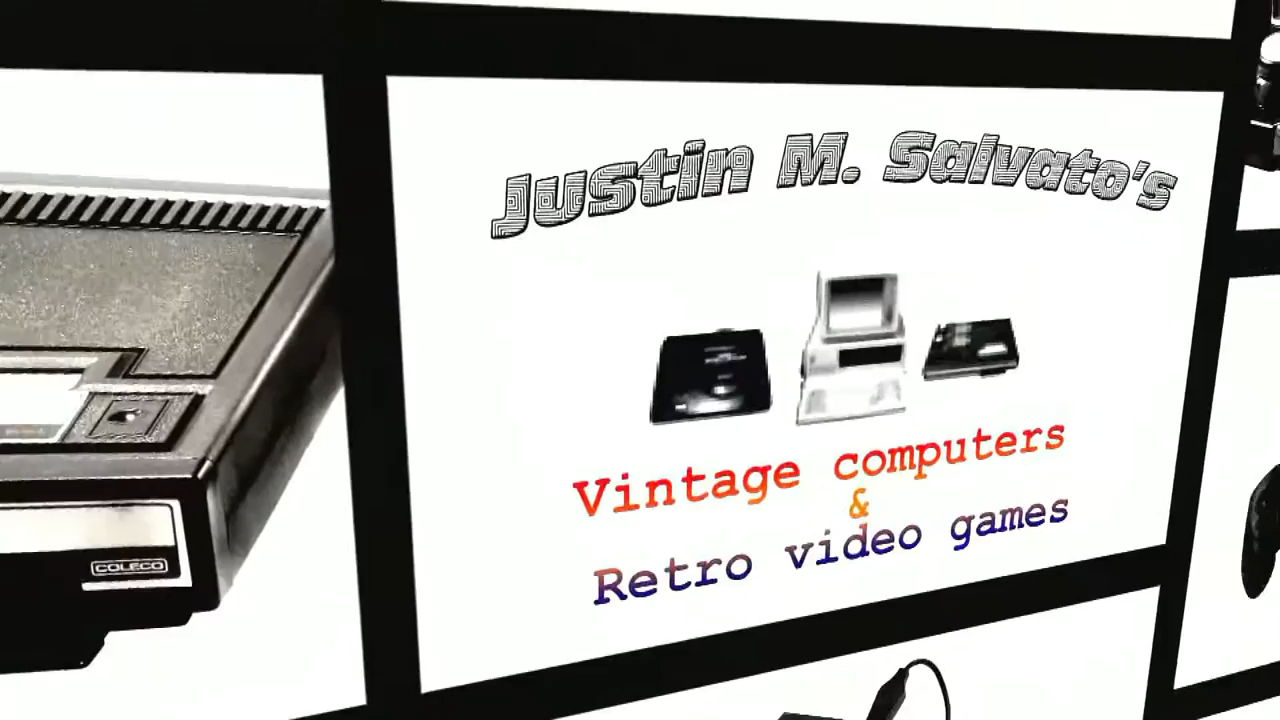 Justin M. Salvato's
Vintage computers
&
Retro video games
COLECO